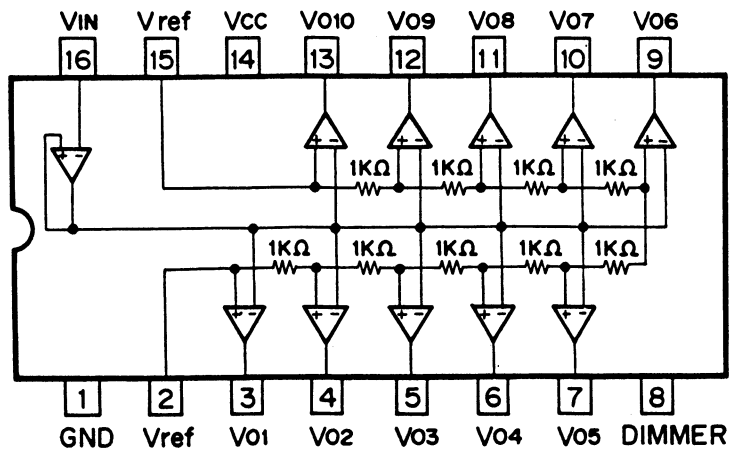 VIN Vref VCC VO10 VO9 VO8 VO7 VO6
16 15 14 13 12 11 10 9
+ - + - + - + - + -
+ -
1KΩ 1KΩ 1KΩ 1KΩ
1KΩ 1KΩ 1KΩ 1KΩ 1KΩ
+ - + - + - + - + -
1 2 3 4 5 6 7 8
GND Vref VO1 VO2 VO3 VO4 VO5 DIMMER